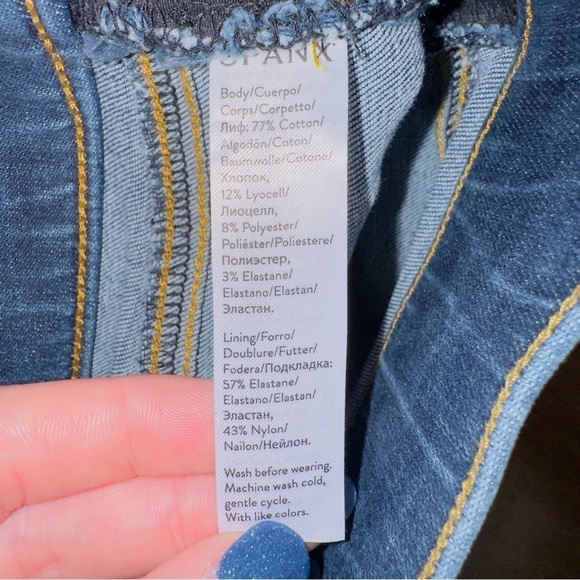 SPANX
Body/Cuerpo/
Corps/Corpetto/
Лиф: 77% Cotton/
Algodón/Coton/
Baumwolle/Cotone/
Хлопок,
12% Lyocell/
Лиоцелл,
8% Polyester/
Poliéster/Poliestere/
Полиэстер,
3% Elastane/
Elastano/Elastan/
Эластан.
Lining/Forro/
Doublure/Futter/
Fodera/Подкладка:
57% Elastane/
Elastano/Elastan/
Эластан,
43% Nylon/
Nailon/Нейлон.
Wash before wearing.
Machine wash cold,
gentle cycle.
With like colors.